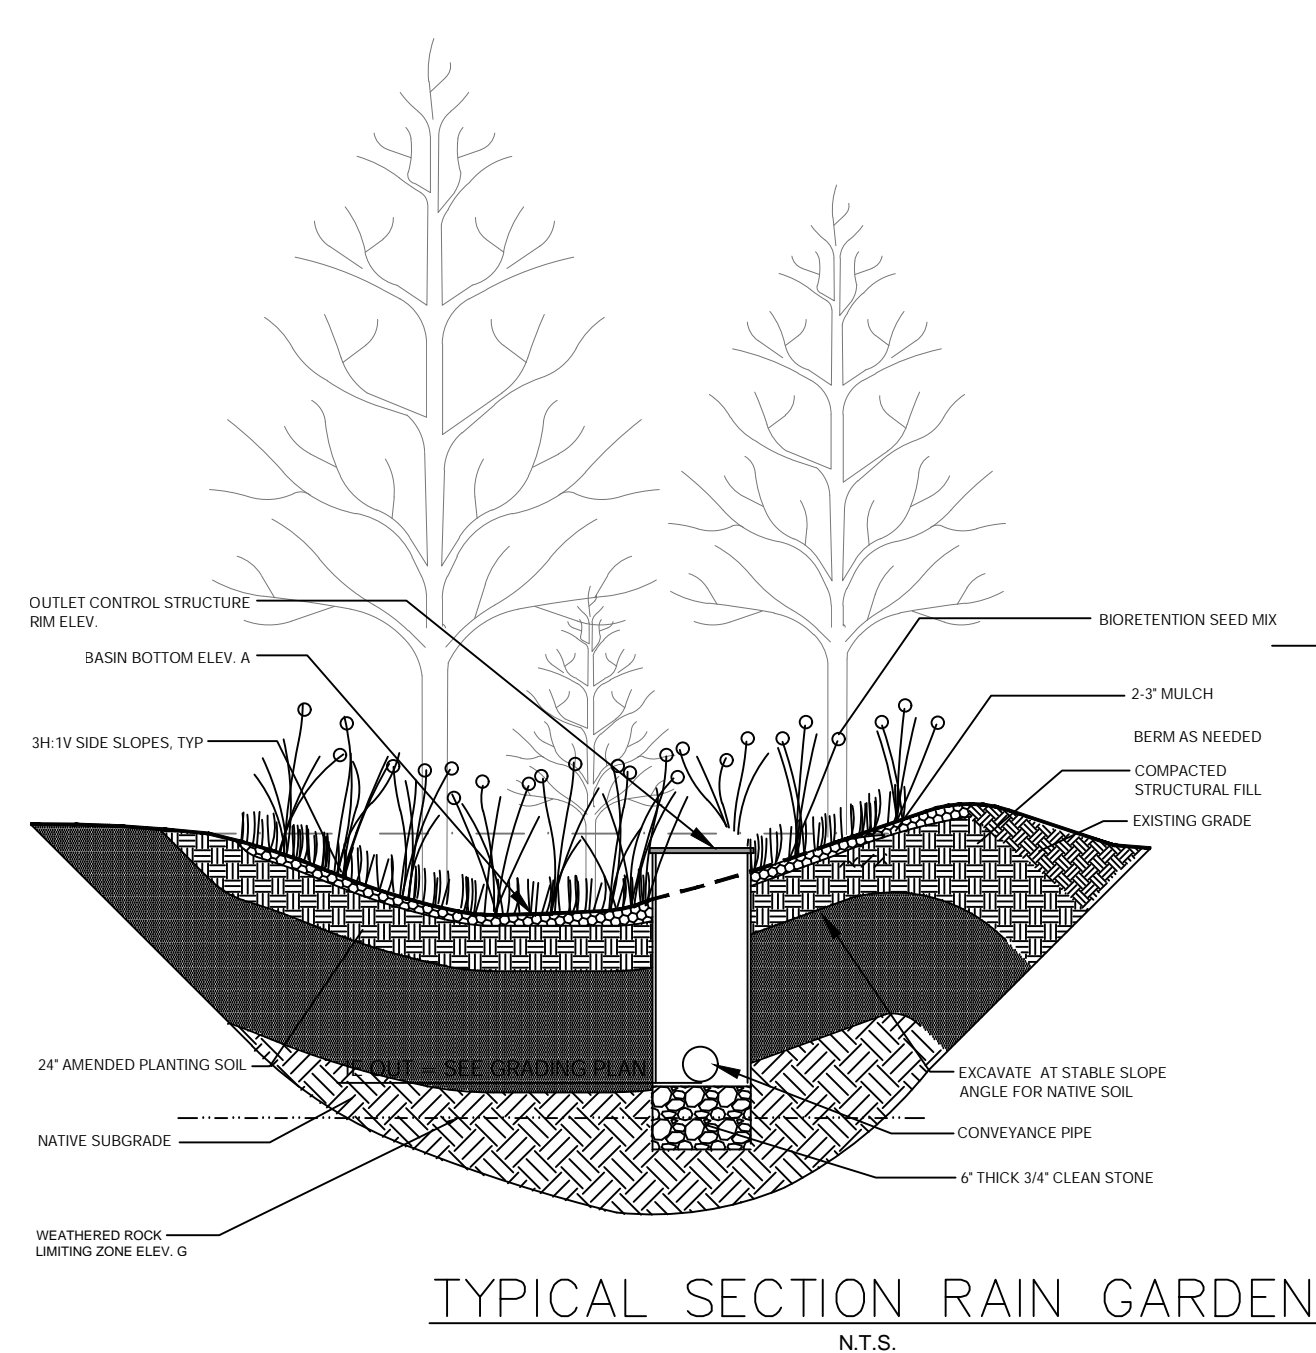 OUTLET CONTROL STRUCTURE
RIM ELEV.
BASIN BOTTOM ELEV. A
3H:1V SIDE SLOPES, TYP
BIORETENTION SEED MIX
2-3" MULCH
BERM AS NEEDED
COMPACTED
STRUCTURAL FILL
EXISTING GRADE
24" AMENDED PLANTING SOIL
OUT = SEE GRADING PLAN
NATIVE SUBGRADE
WEATHERED ROCK
LIMITING ZONE ELEV. G
EXCAVATE AT STABLE SLOPE
ANGLE FOR NATIVE SOIL
CONVEYANCE PIPE
6" THICK 3/4" CLEAN STONE
TYPICAL SECTION RAIN GARDEN
N.T.S.